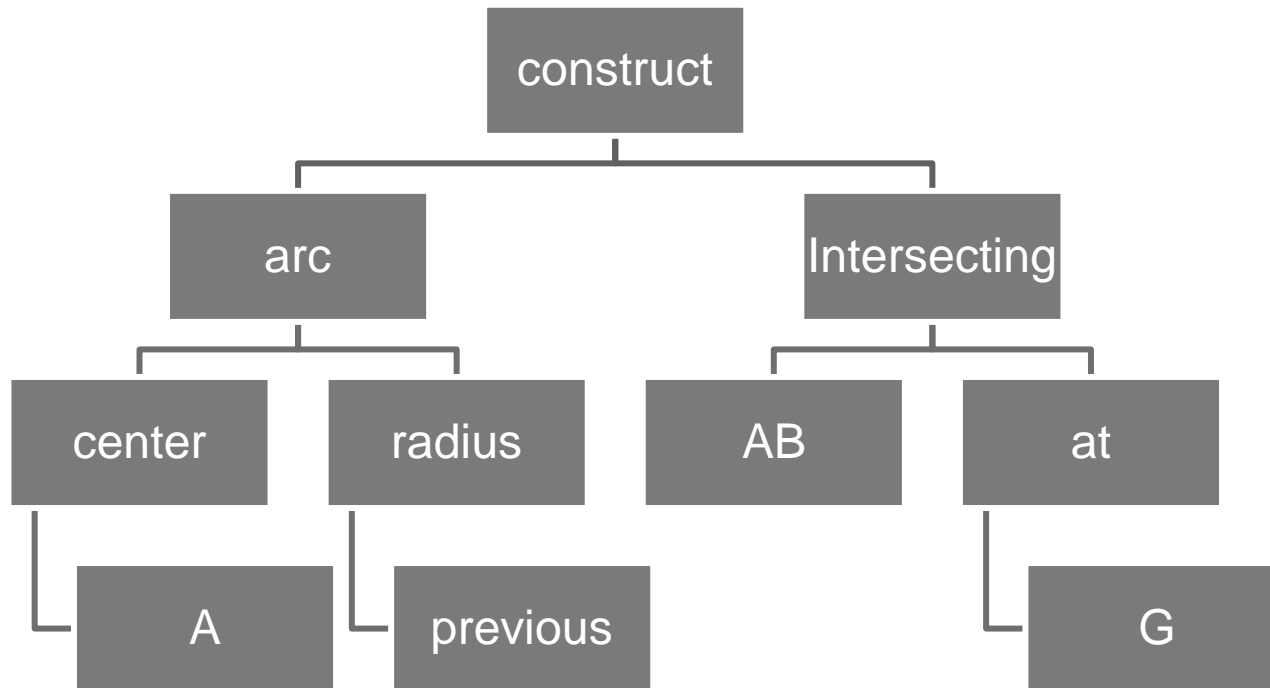 construct
arc
Intersecting
center
radius
AB
at
A
previous
G